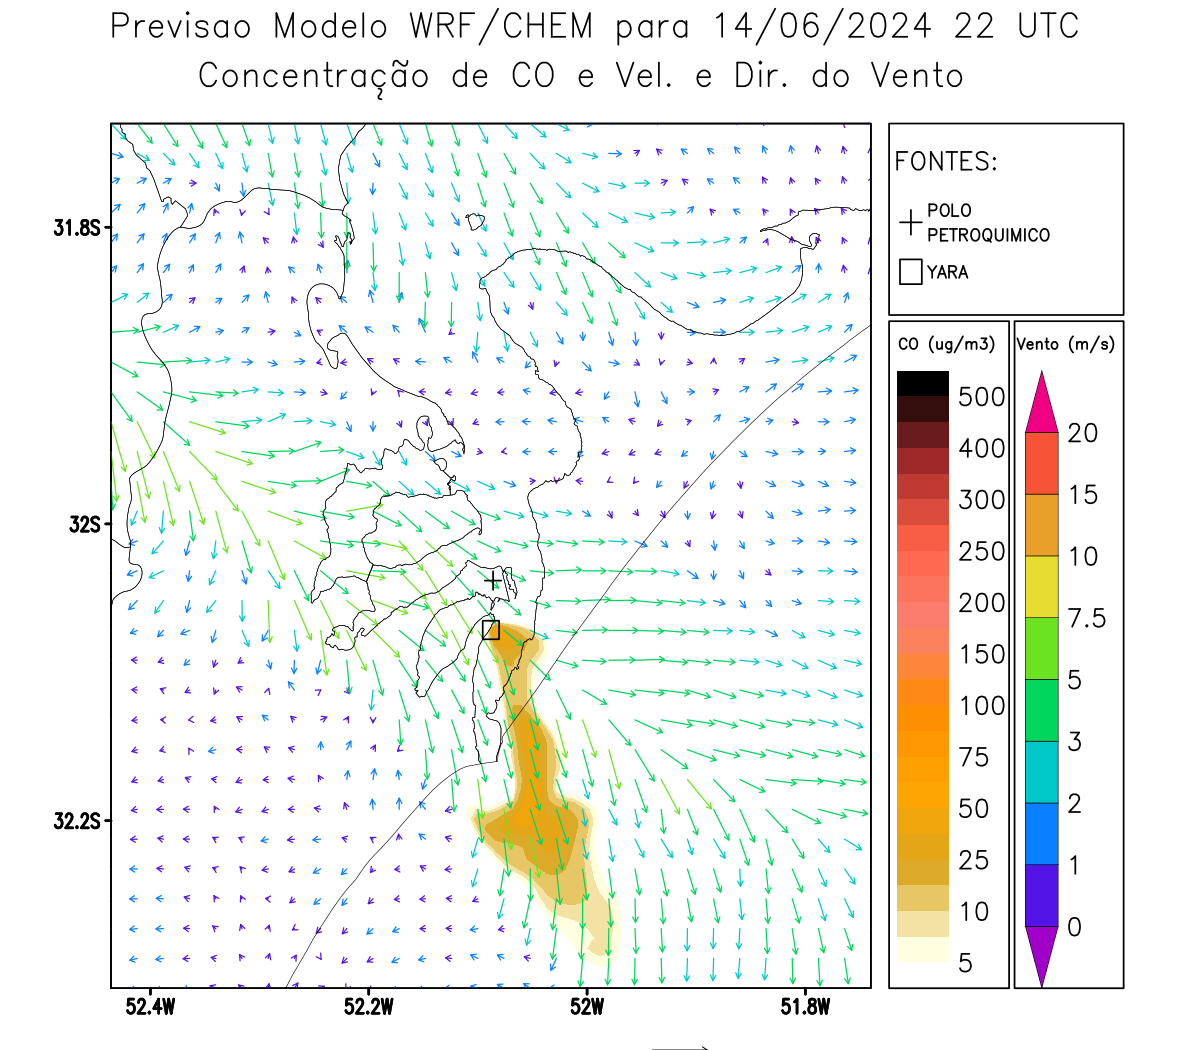 Previsao Modelo WRF/CHEM para 14/06/2024 22 UTC
Concentração de CO e Vel. e Dir. do Vento
FONTES:
POLO
PETROQUIMICO
YARA
CO (ug/m3)
500
400
300
250
200
150
100
75
50
25
10
5
Vento (m/s)
20
15
10
7.5
5
3
2
1
0
31.8S
32S
32.2S
52.4W
52.2W
52W
51.8W